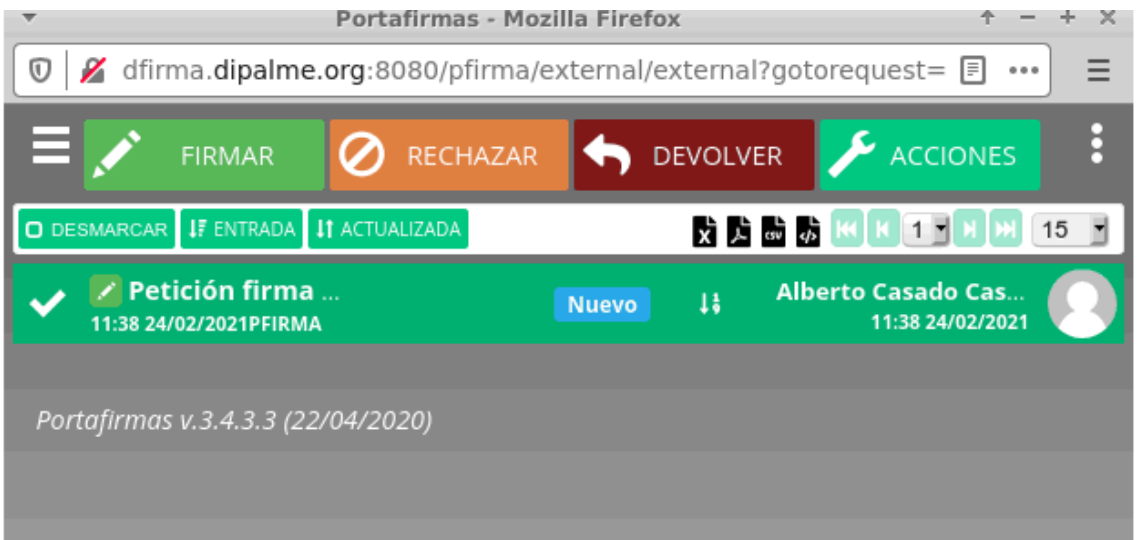 Portafirmas - Mozilla Firefox
dfirma.dipalme.org:8080/pfirma/external/external?gotorequest=
FIRMAR RECHAZAR DEVOLVER ACCIONES
DESMARCAR ENTRADA ACTUALIZADA X CSV </> 1 15
Petición firma ... Nuevo Alberto Casado Cas...
11:38 24/02/2021PFIRMA 11:38 24/02/2021
Portafirmas v.3.4.3.3 (22/04/2020)